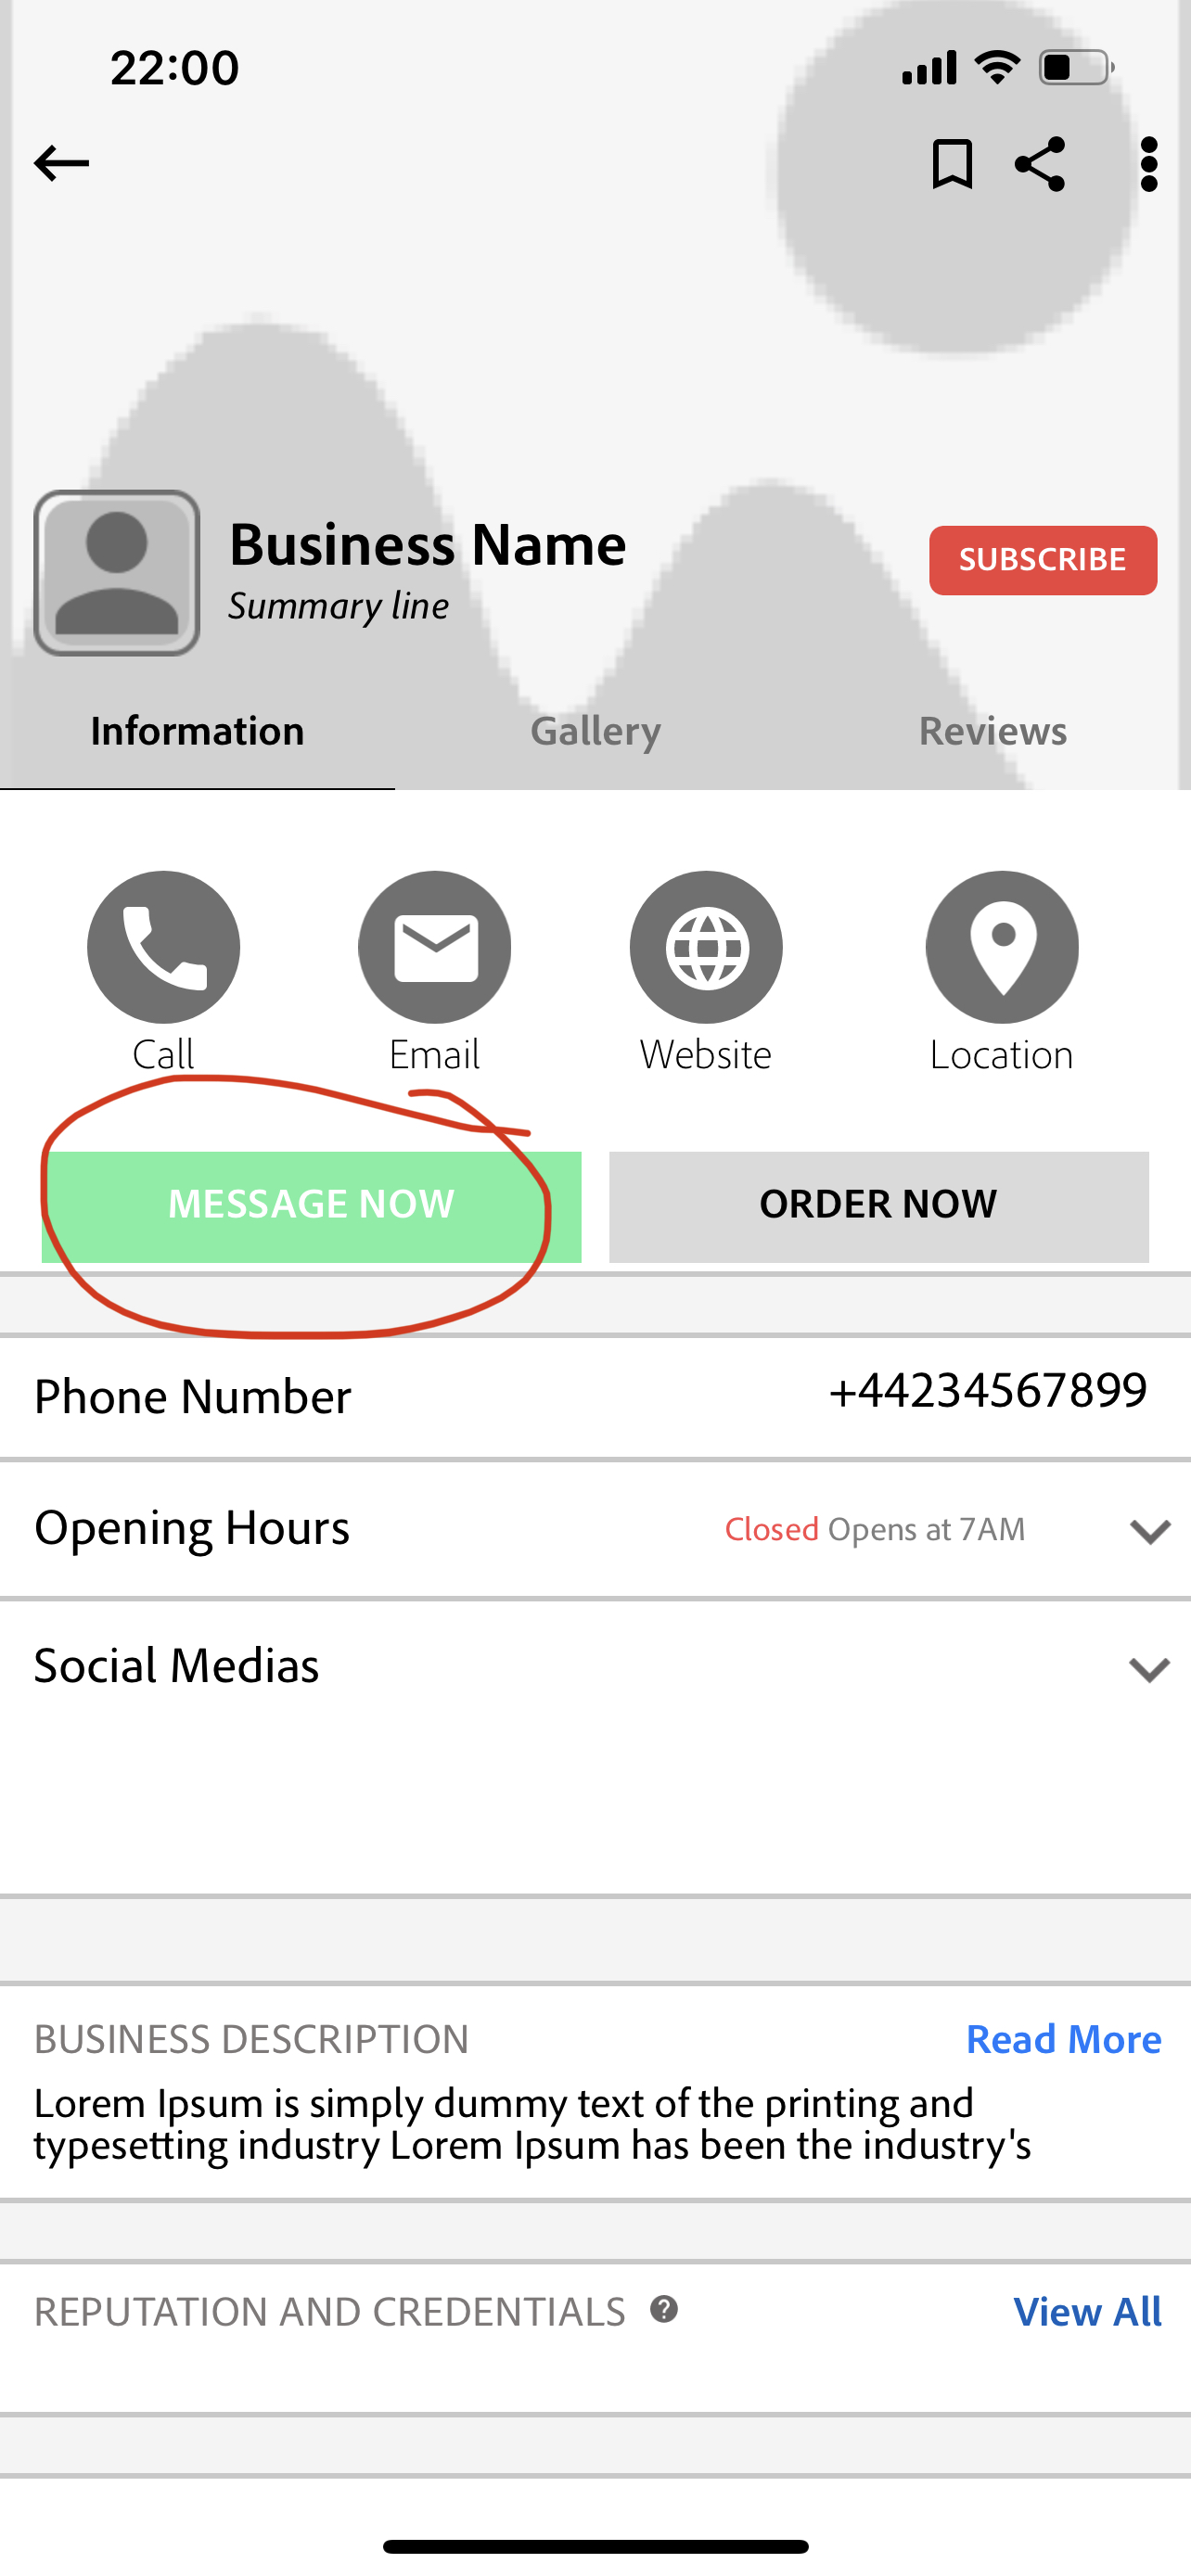 22:00
Business Name
Summary line
SUBSCRIBE
Information Gallery Reviews
Call Email Website Location
MESSAGE NOW ORDER NOW
Phone Number +44234567899
Opening Hours Closed Opens at 7AM
Social Medias
BUSINESS DESCRIPTION Read More
Lorem Ipsum is simply dummy text of the printing and
typesetting industry Lorem Ipsum has been the industry's
REPUTATION AND CREDENTIALS ? View All